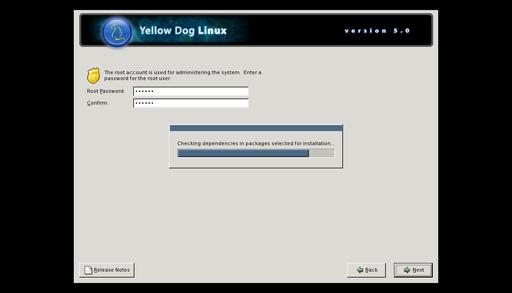 Yellow Dog Linux
version 5.0
The root account is used for administering the system. Enter a
password for the root user.
Root Password: ••••••
Confirm: ••••••
Checking dependencies in packages selected for installation...
Release Notes
Back
Next